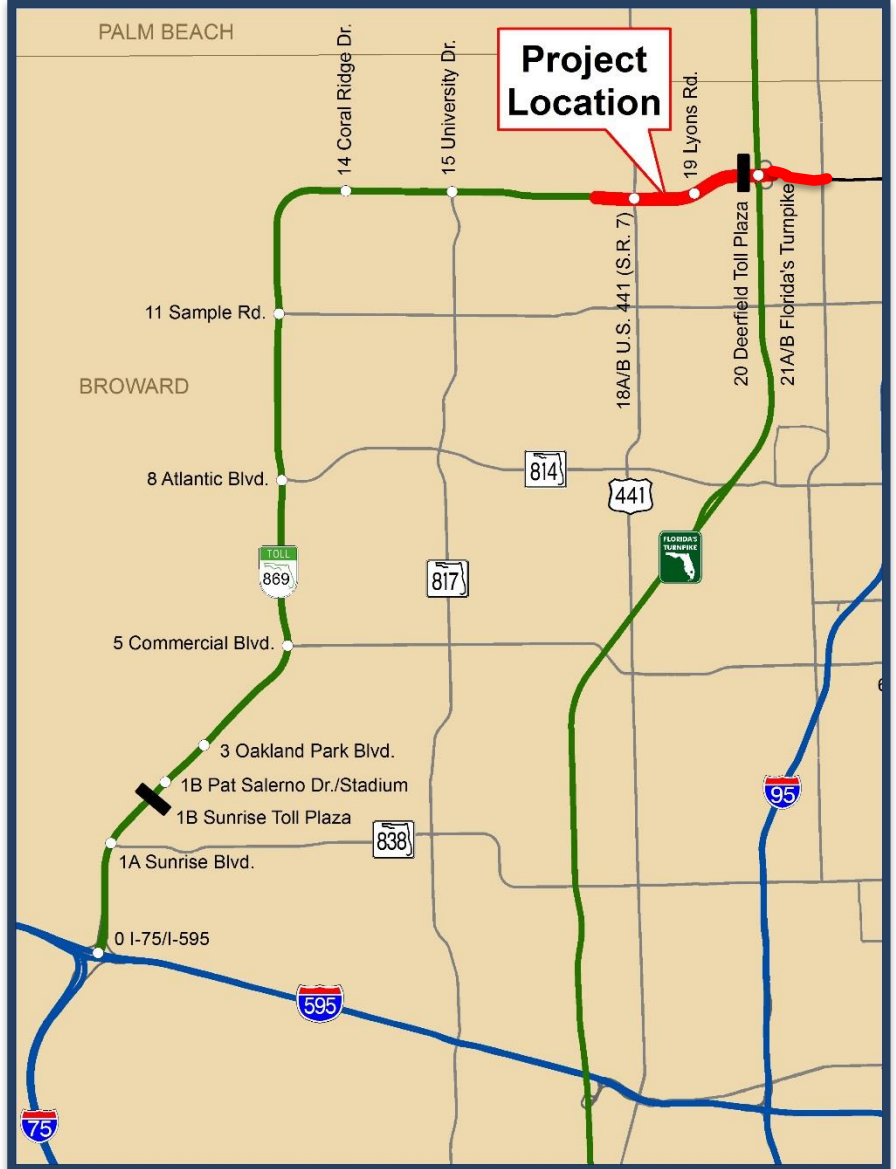 PALM BEACH
Project
Location
14 Coral Ridge Dr.
15 University Dr.
19 Lyons Rd.
18A/B U.S. 441 (S.R. 7)
20 Deerfield Toll Plaza
21A/B Florida's Turnpike
11 Sample Rd.
BROWARD
8 Atlantic Blvd.
814
441
TOLL
869
817
FLORIDA'S
TURNPIKE
5 Commercial Blvd.
6
3 Oakland Park Blvd.
1B Pat Salerno Dr./Stadium
95
1B Sunrise Toll Plaza
838
1A Sunrise Blvd.
0 I-75/I-595
595
75